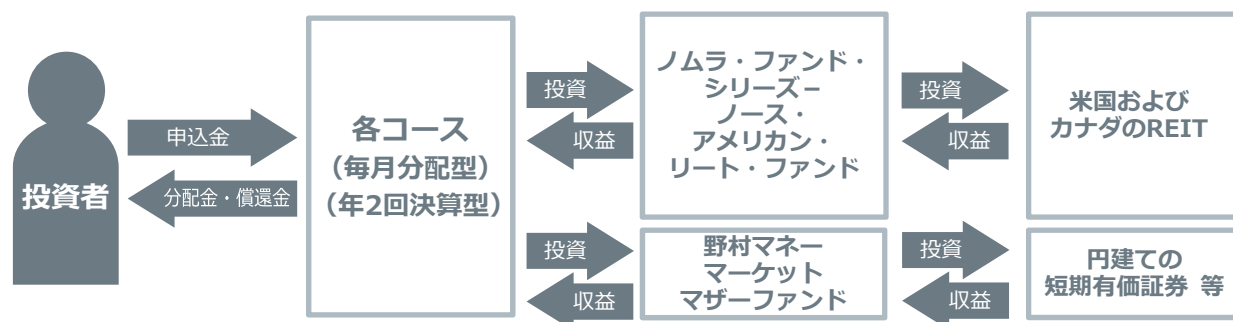 投資者
申込金
分配金・償還金
各コース
（毎月分配型）
（年2回決算型）
投資
収益
ノムラ・ファンド・
シリーズ－
ノース・
アメリカン・
リート・ファンド
投資
収益
米国および
カナダのREIT
投資
収益
野村マネー
マーケット
マザーファンド
投資
収益
円建ての
短期有価証券 等